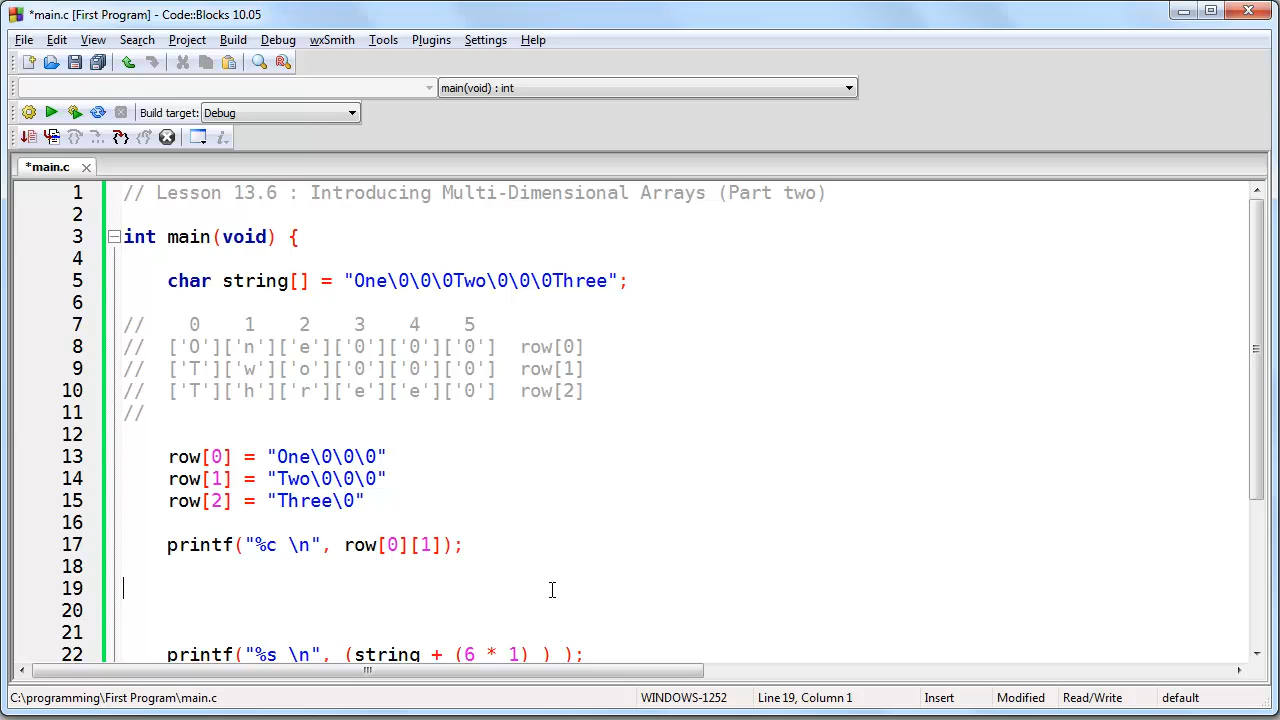 *main.c [First Program] - Code::Blocks 10.05
File Edit View Search Project Build Debug wxSmith Tools Plugins Settings Help
main(void) : int
Build target: Debug
*main.c
1 // Lesson 13.6 : Introducing Multi-Dimensional Arrays (Part two)
2
3 int main(void) {
4
5 char string[] = "One\0\0\0Two\0\0\0Three";
6
7 // 0 1 2 3 4 5
8 // ['O']['n']['e']['0']['0']['0'] row[0]
9 // ['T']['w']['o']['0']['0']['0'] row[1]
10 // ['T']['h']['r']['e']['e']['0'] row[2]
11 //
12
13 row[0] = "One\0\0\0"
14 row[1] = "Two\0\0\0"
15 row[2] = "Three\0"
16
17 printf("%c \n", row[0][1]);
18
19
20
21
22 printf("%s \n", (string + (6 * 1) ) );
C:\programming\First Program\main.c WINDOWS-1252 Line 19, Column 1 Insert Modified Read/Write default